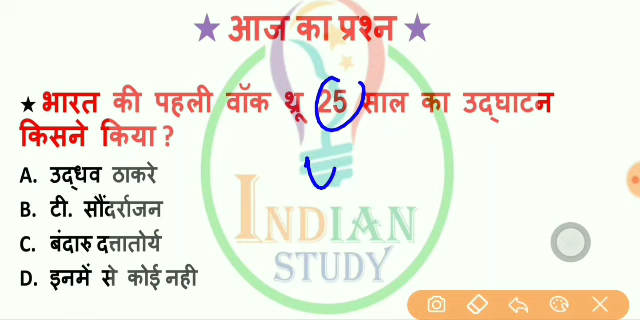 ★ आज का प्रश्न ★
★ भारत की पहली वॉक थ्रू 25 साल का उद्घाटन
किसने किया ?
A. उद्धव ठाकरे
B. टी. सौंदर्राजन
C. बंदारु दत्तातोर्य
D. इनमें से कोई नही
INDIAN
STUDY